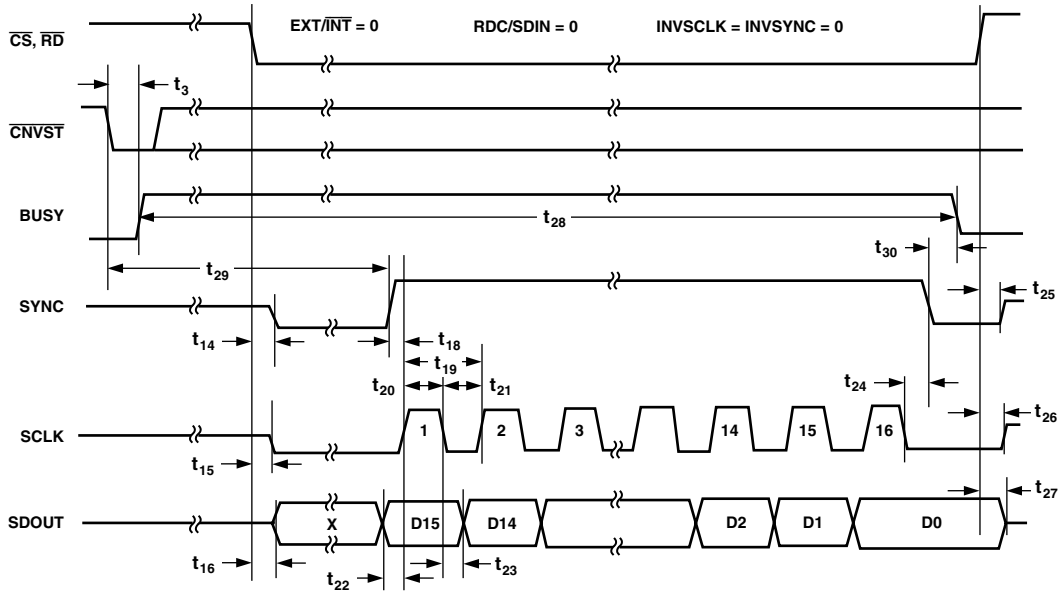 EXT/INT = 0 RDC/SDIN = 0 INVSCLK = INVSYNC = 0
CS, RD
t3
CNVST
BUSY
t28
t30
t29
t25
SYNC
t14
t18
t19
t20 t21
t24
t26
SCLK
1 2 3 14 15 16
t15
t27
SDOUT
X D15 D14 D2 D1 D0
t16
t22
t23